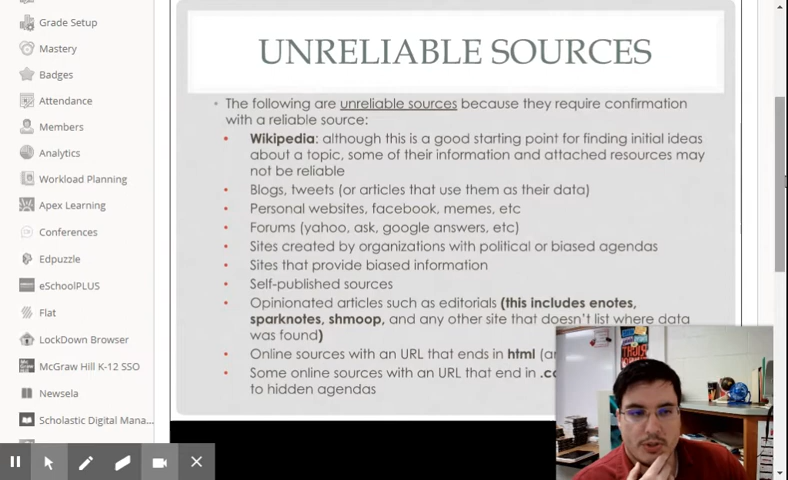 Grade Setup
Mastery
Badges
Attendance
Members
Analytics
Workload Planning
Apex Learning
Conferences
Edpuzzle
eSchoolPLUS
Flat
LockDown Browser
McGraw Hill K-12 SSO
Newsela
Scholastic Digital Mana...
UNRELIABLE SOURCES
The following are unreliable sources because they require confirmation
with a reliable source:
Wikipedia: although this is a good starting point for finding initial ideas
about a topic, some of their information and attached resources may
not be reliable
Blogs, tweets (or articles that use them as their data)
Personal websites, facebook, memes, etc
Forums (yahoo, ask, google answers, etc)
Sites created by organizations with political or biased agendas
Sites that provide biased information
Self-published sources
Opinionated articles such as editorials (this includes enotes,
sparknotes, shmoop, and any other site that doesn't list where data
was found)
Online sources with an URL that ends in html
Some online sources with an URL that end in
to hidden agendas